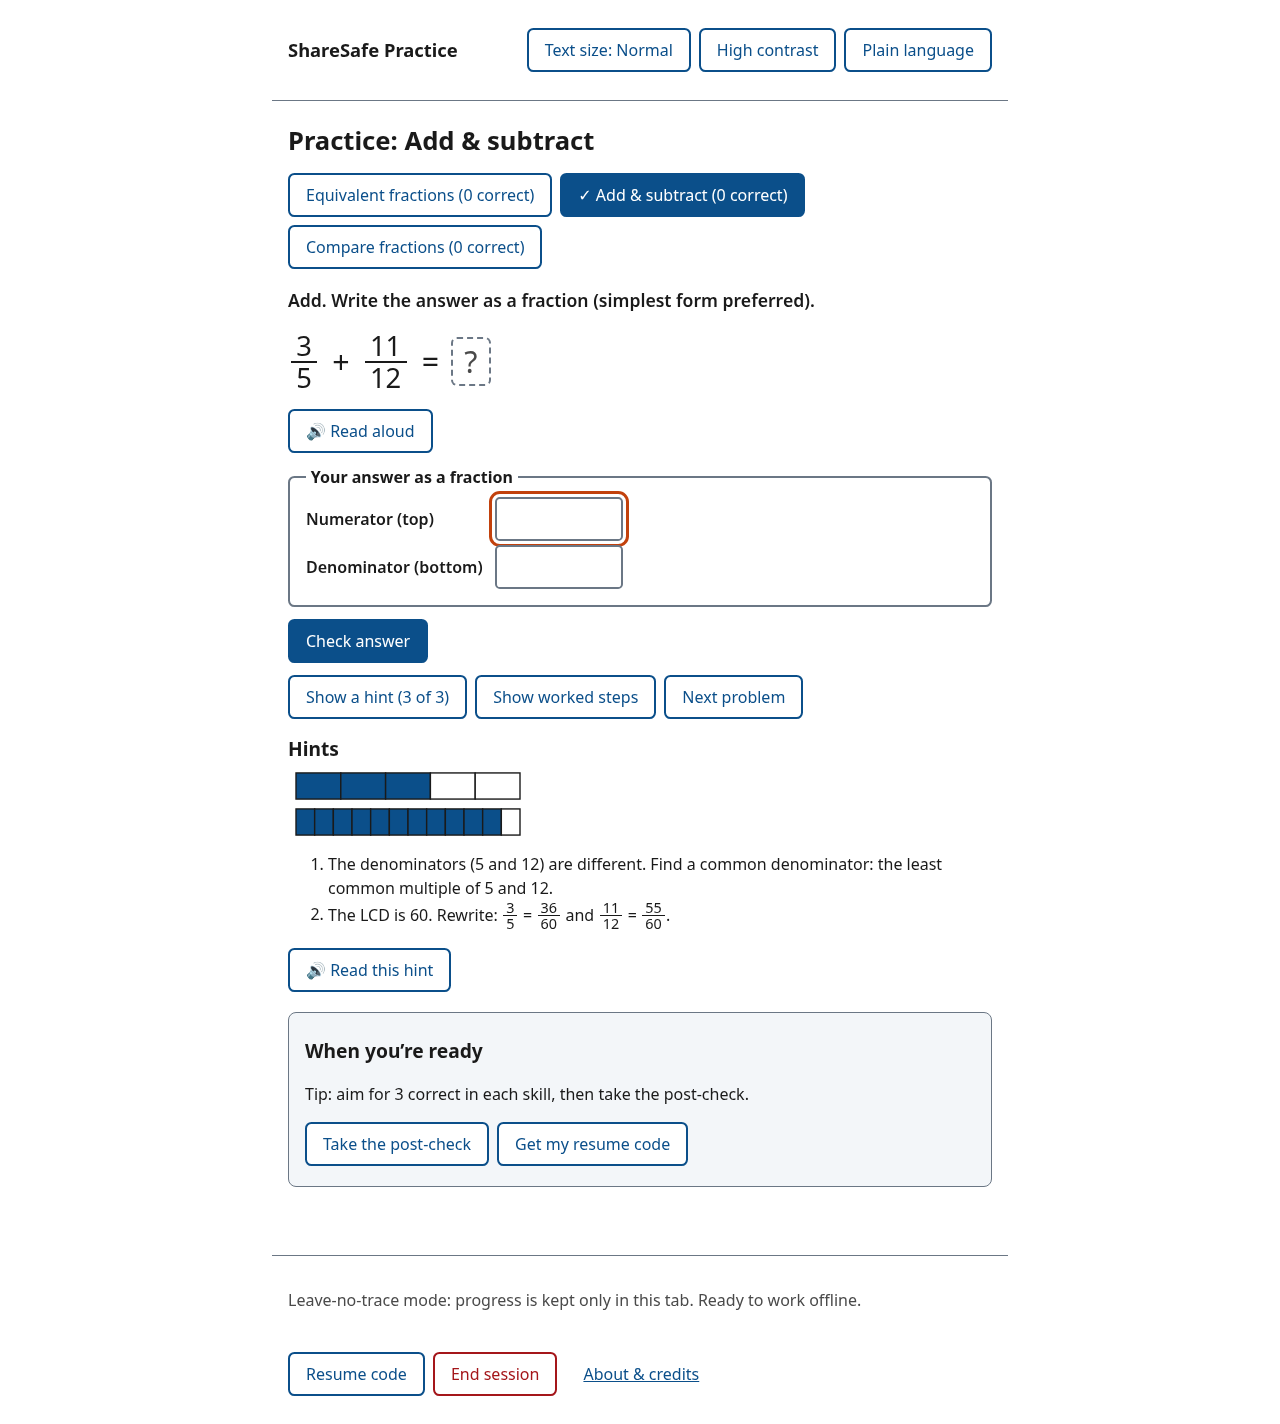 ShareSafe Practice
Text size: Normal
High contrast
Plain language
Practice: Add & subtract
Equivalent fractions (0 correct)
✓ Add & subtract (0 correct)
Compare fractions (0 correct)
Add. Write the answer as a fraction (simplest form preferred).
3/5 + 11/12 = ?
🔊 Read aloud
Your answer as a fraction
Numerator (top)
Denominator (bottom)
Check answer
Show a hint (3 of 3)
Show worked steps
Next problem
Hints
1. The denominators (5 and 12) are different. Find a common denominator: the least
common multiple of 5 and 12.
2. The LCD is 60. Rewrite: 3/5 = 36/60 and 11/12 = 55/60.
🔊 Read this hint
When you’re ready
Tip: aim for 3 correct in each skill, then take the post-check.
Take the post-check
Get my resume code
Leave-no-trace mode: progress is kept only in this tab. Ready to work offline.
Resume code
End session
About & credits